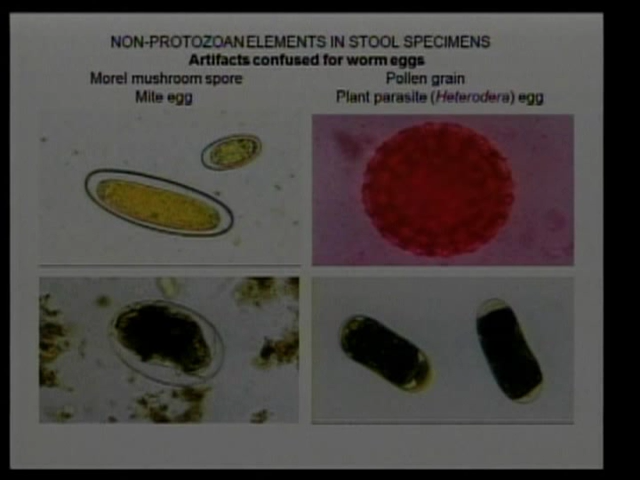 NON-PROTOZOAN ELEMENTS IN STOOL SPECIMENS
Artifacts confused for worm eggs
Morel mushroom spore Pollen grain
Mite egg Plant parasite (Heterodera) egg